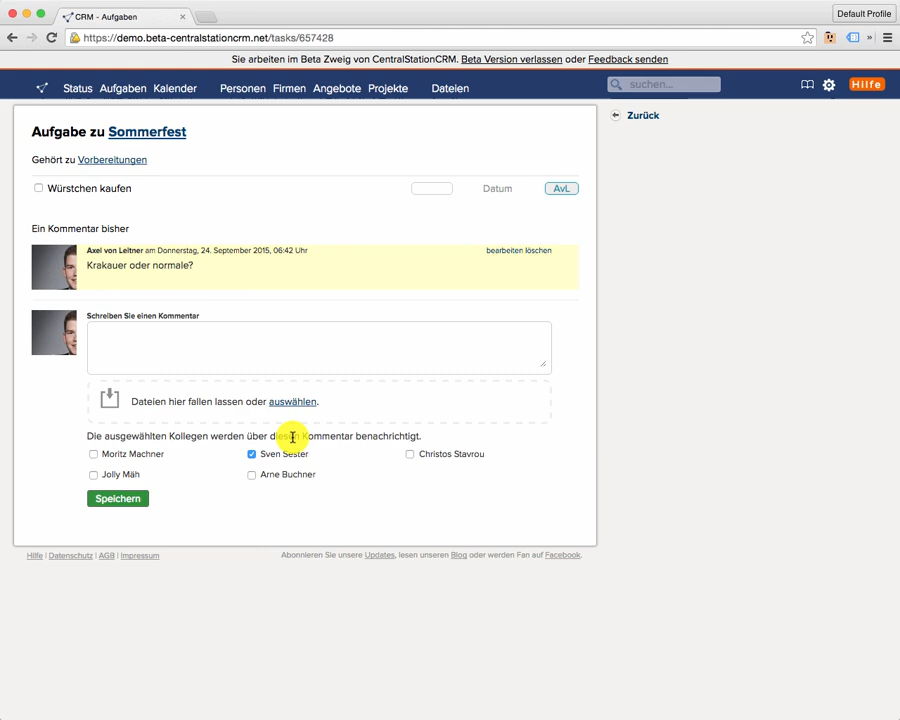 CRM - Aufgaben
Default Profile
https://demo.beta-centralstationcrm.net/tasks/657428
Sie arbeiten im Beta Zweig von CentralStationCRM. Beta Version verlassen oder Feedback senden
Status Aufgaben Kalender Personen Firmen Angebote Projekte Dateien suchen... Hilfe
Aufgabe zu Sommerfest
Zurück
Gehört zu Vorbereitungen
Würstchen kaufen Datum AvL
Ein Kommentar bisher
Axel von Leitner am Donnerstag, 24. September 2015, 06:42 Uhr bearbeiten löschen
Krakauer oder normale?
Schreiben Sie einen Kommentar
Dateien hier fallen lassen oder auswählen.
Die ausgewählten Kollegen werden über diesen Kommentar benachrichtigt.
Moritz Machner Sven Sester Christos Stavrou
Jolly Mäh Arne Buchner
Speichern
Hilfe | Datenschutz | AGB | Impressum Abonnieren Sie unsere Updates, lesen unseren Blog oder werden Fan auf Facebook.